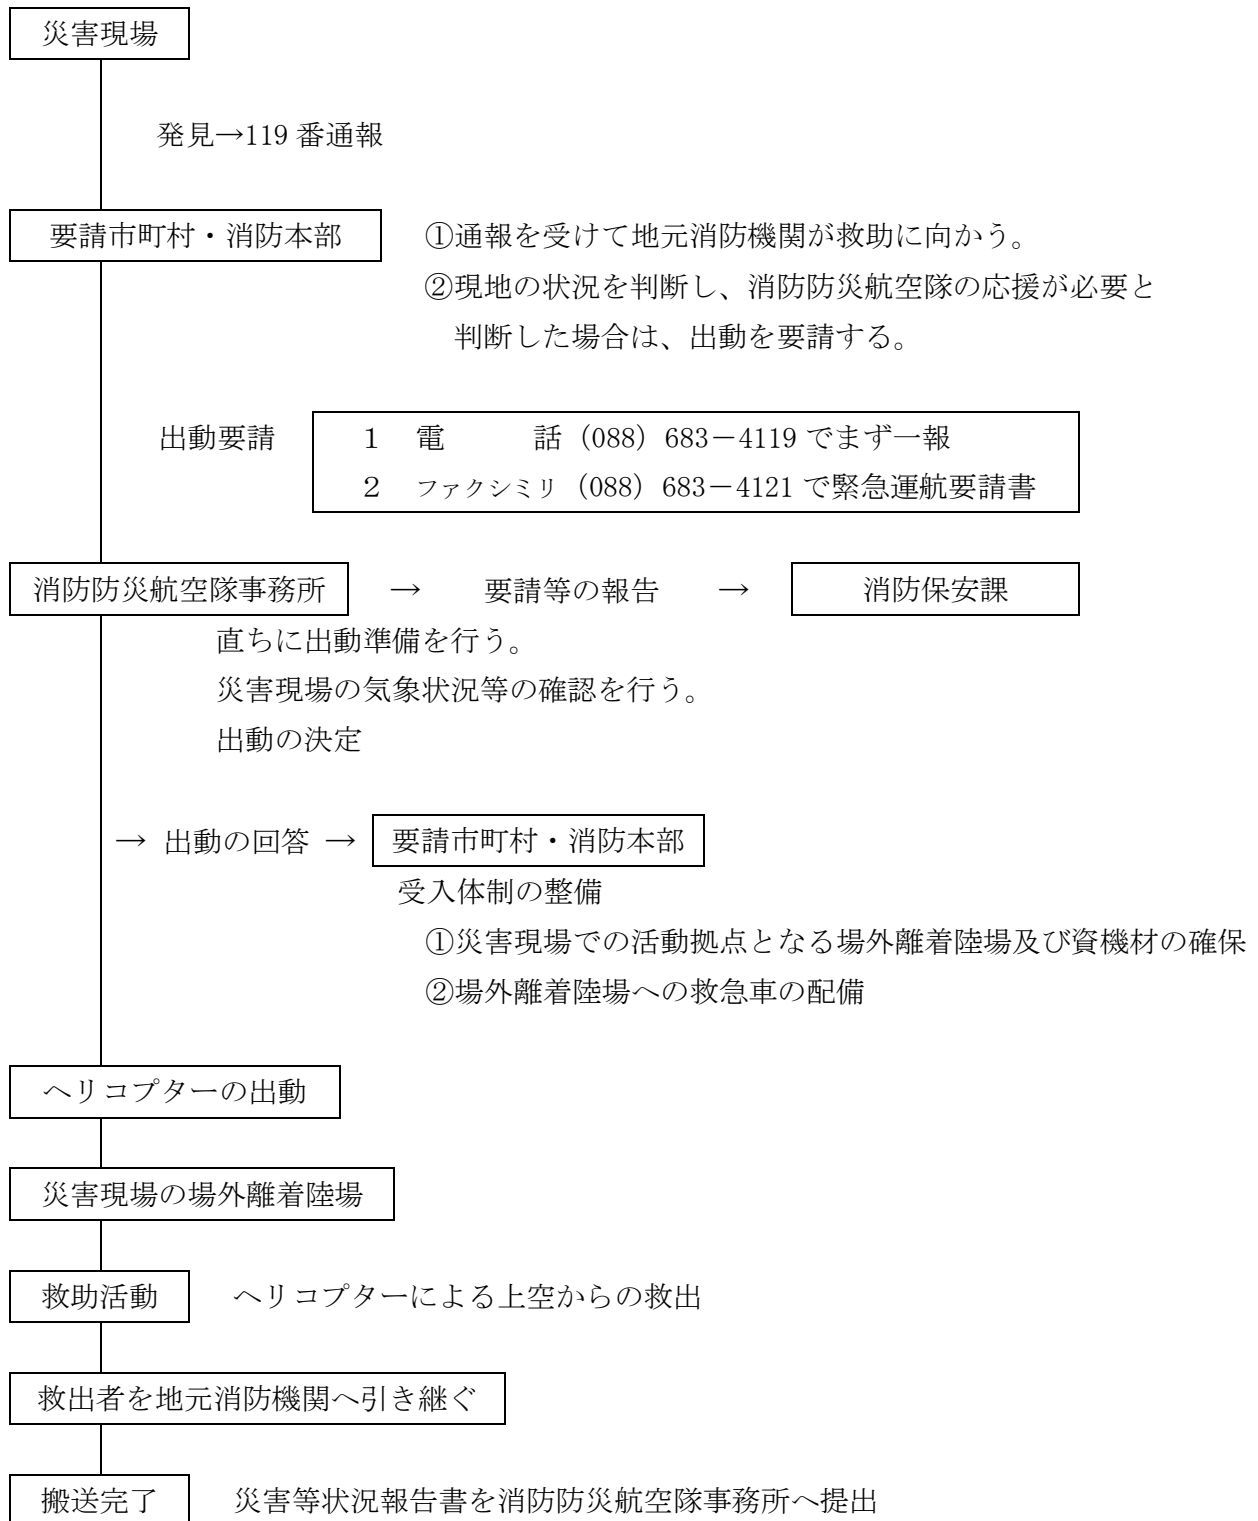 災害現場
発見→119 番通報
要請市町村・消防本部 ①通報を受けて地元消防機関が救助に向かう。
②現地の状況を判断し、消防防災航空隊の応援が必要と
判断した場合は、出動を要請する。
出動要請 1 電　　　話（088）683－4119 でまず一報
2 ファクシミリ（088）683－4121 で緊急運航要請書
消防防災航空隊事務所 → 要請等の報告 → 消防保安課
直ちに出動準備を行う。
災害現場の気象状況等の確認を行う。
出動の決定
→ 出動の回答 → 要請市町村・消防本部
受入体制の整備
①災害現場での活動拠点となる場外離着陸場及び資機材の確保
②場外離着陸場への救急車の配備
ヘリコプターの出動
災害現場の場外離着陸場
救助活動 ヘリコプターによる上空からの救出
救出者を地元消防機関へ引き継ぐ
搬送完了 災害等状況報告書を消防防災航空隊事務所へ提出